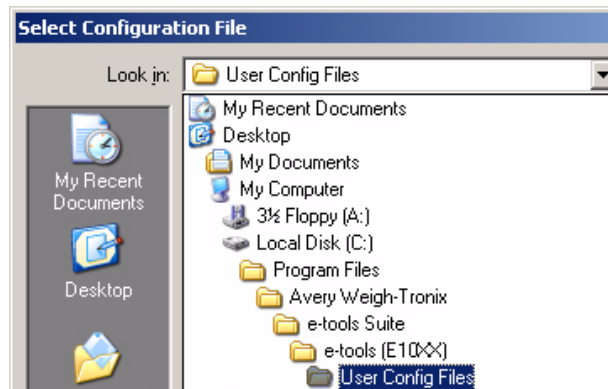 Select Configuration File
Look in: User Config Files
My Recent Documents
Desktop
My Documents
My Computer
3½ Floppy (A:)
Local Disk (C:)
Program Files
Avery Weigh-Tronix
e-tools Suite
e-tools (E10XX)
User Config Files
My Recent
Documents
Desktop